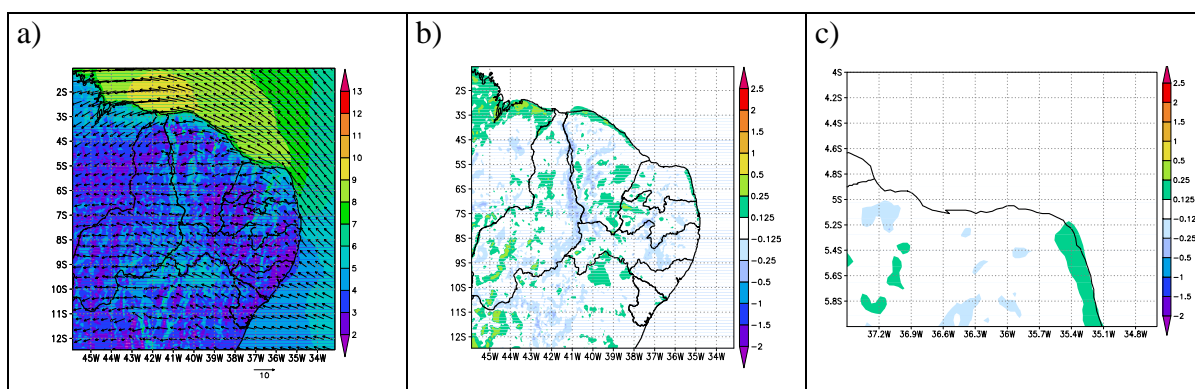 a)
2S
3S
4S
5S
6S
7S
8S
9S
10S
11S
12S
45W 44W 43W 42W 41W 40W 39W 38W 37W 36W 35W 34W
10
13
12
11
10
9
8
7
6
5
4
3
2
b)
2S
3S
4S
5S
6S
7S
8S
9S
10S
11S
12S
45W 44W 43W 42W 41W 40W 39W 38W 37W 36W 35W 34W
2.5
2
1.5
1
0.5
0.25
0.125
-0.125
-0.25
-0.5
-1
-1.5
-2
c)
4S
4.2S
4.4S
4.6S
4.8S
5S
5.2S
5.4S
5.6S
5.8S
37.2W 36.9W 36.6W 36.3W 36W 35.7W 35.4W 35.1W 34.8W
2.5
2
1.5
1
0.5
0.25
0.125
-0.125
-0.25
-0.5
-1
-1.5
-2